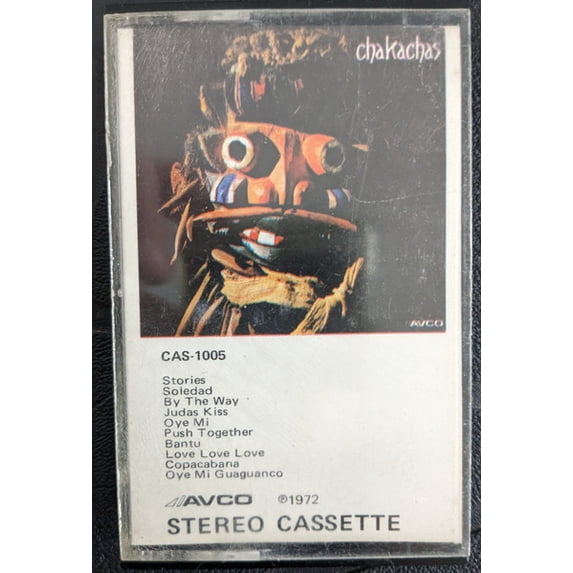 chakachas
AVCO
CAS-1005
Stories
Soledad
By The Way
Judas Kiss
Oye Mi
Push Together
Bantu
Love Love Love
Copacabana
Oye Mi Guaguanco
AVCO ℗1972
STEREO CASSETTE